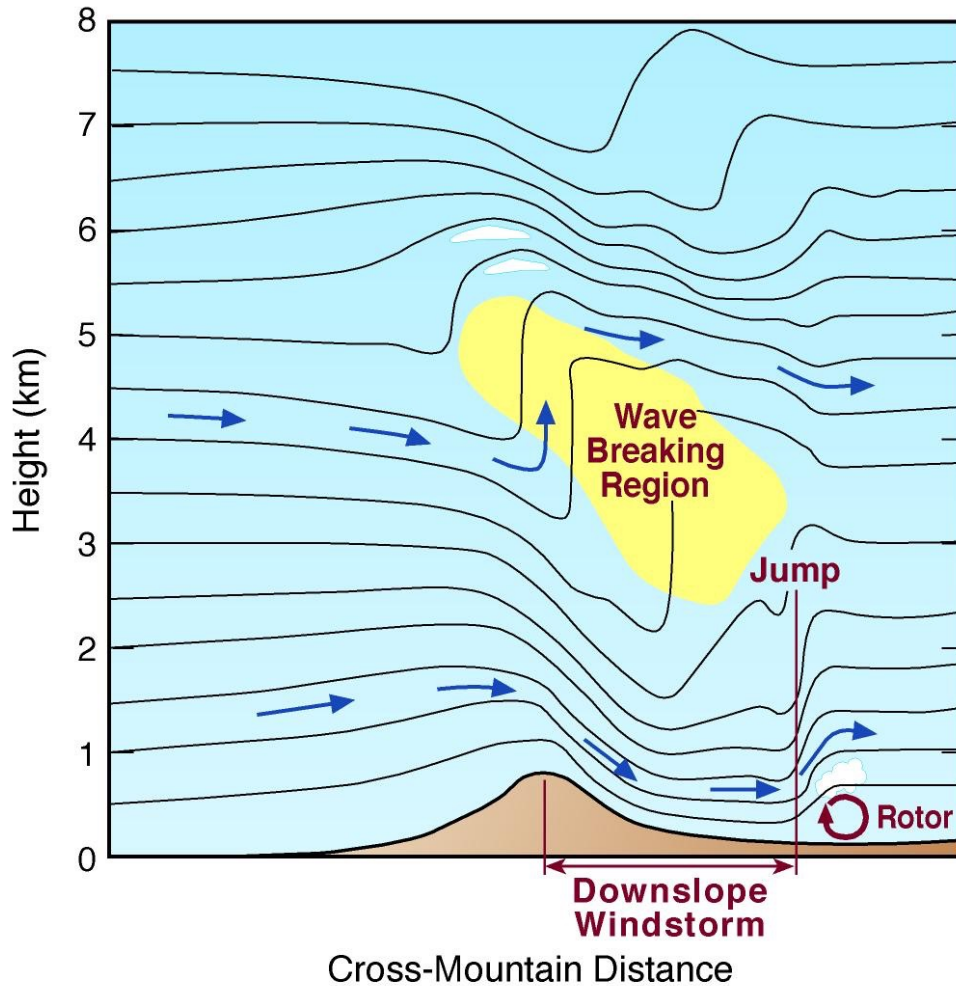 8
7
6
5
4
3
2
1
0
Height (km)
Wave
Breaking
Region
Jump
Rotor
Downslope
Windstorm
Cross-Mountain Distance